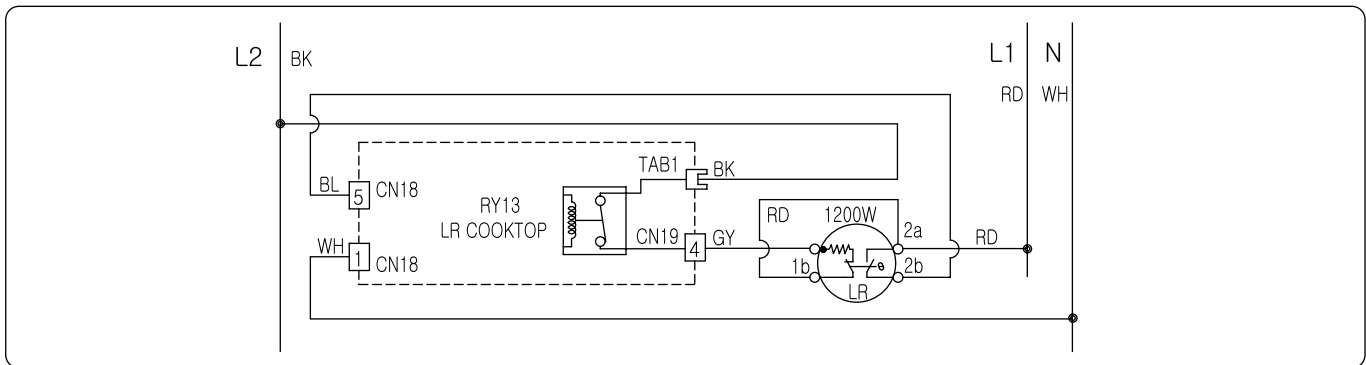 L2 BK
L1 N
RD WH
TAB1 BK
BL 5 CN18
RY13
LR COOKTOP
CN19 4 GY
WH 1 CN18
RD 1200W
2a RD
1b 2b
θ
LR